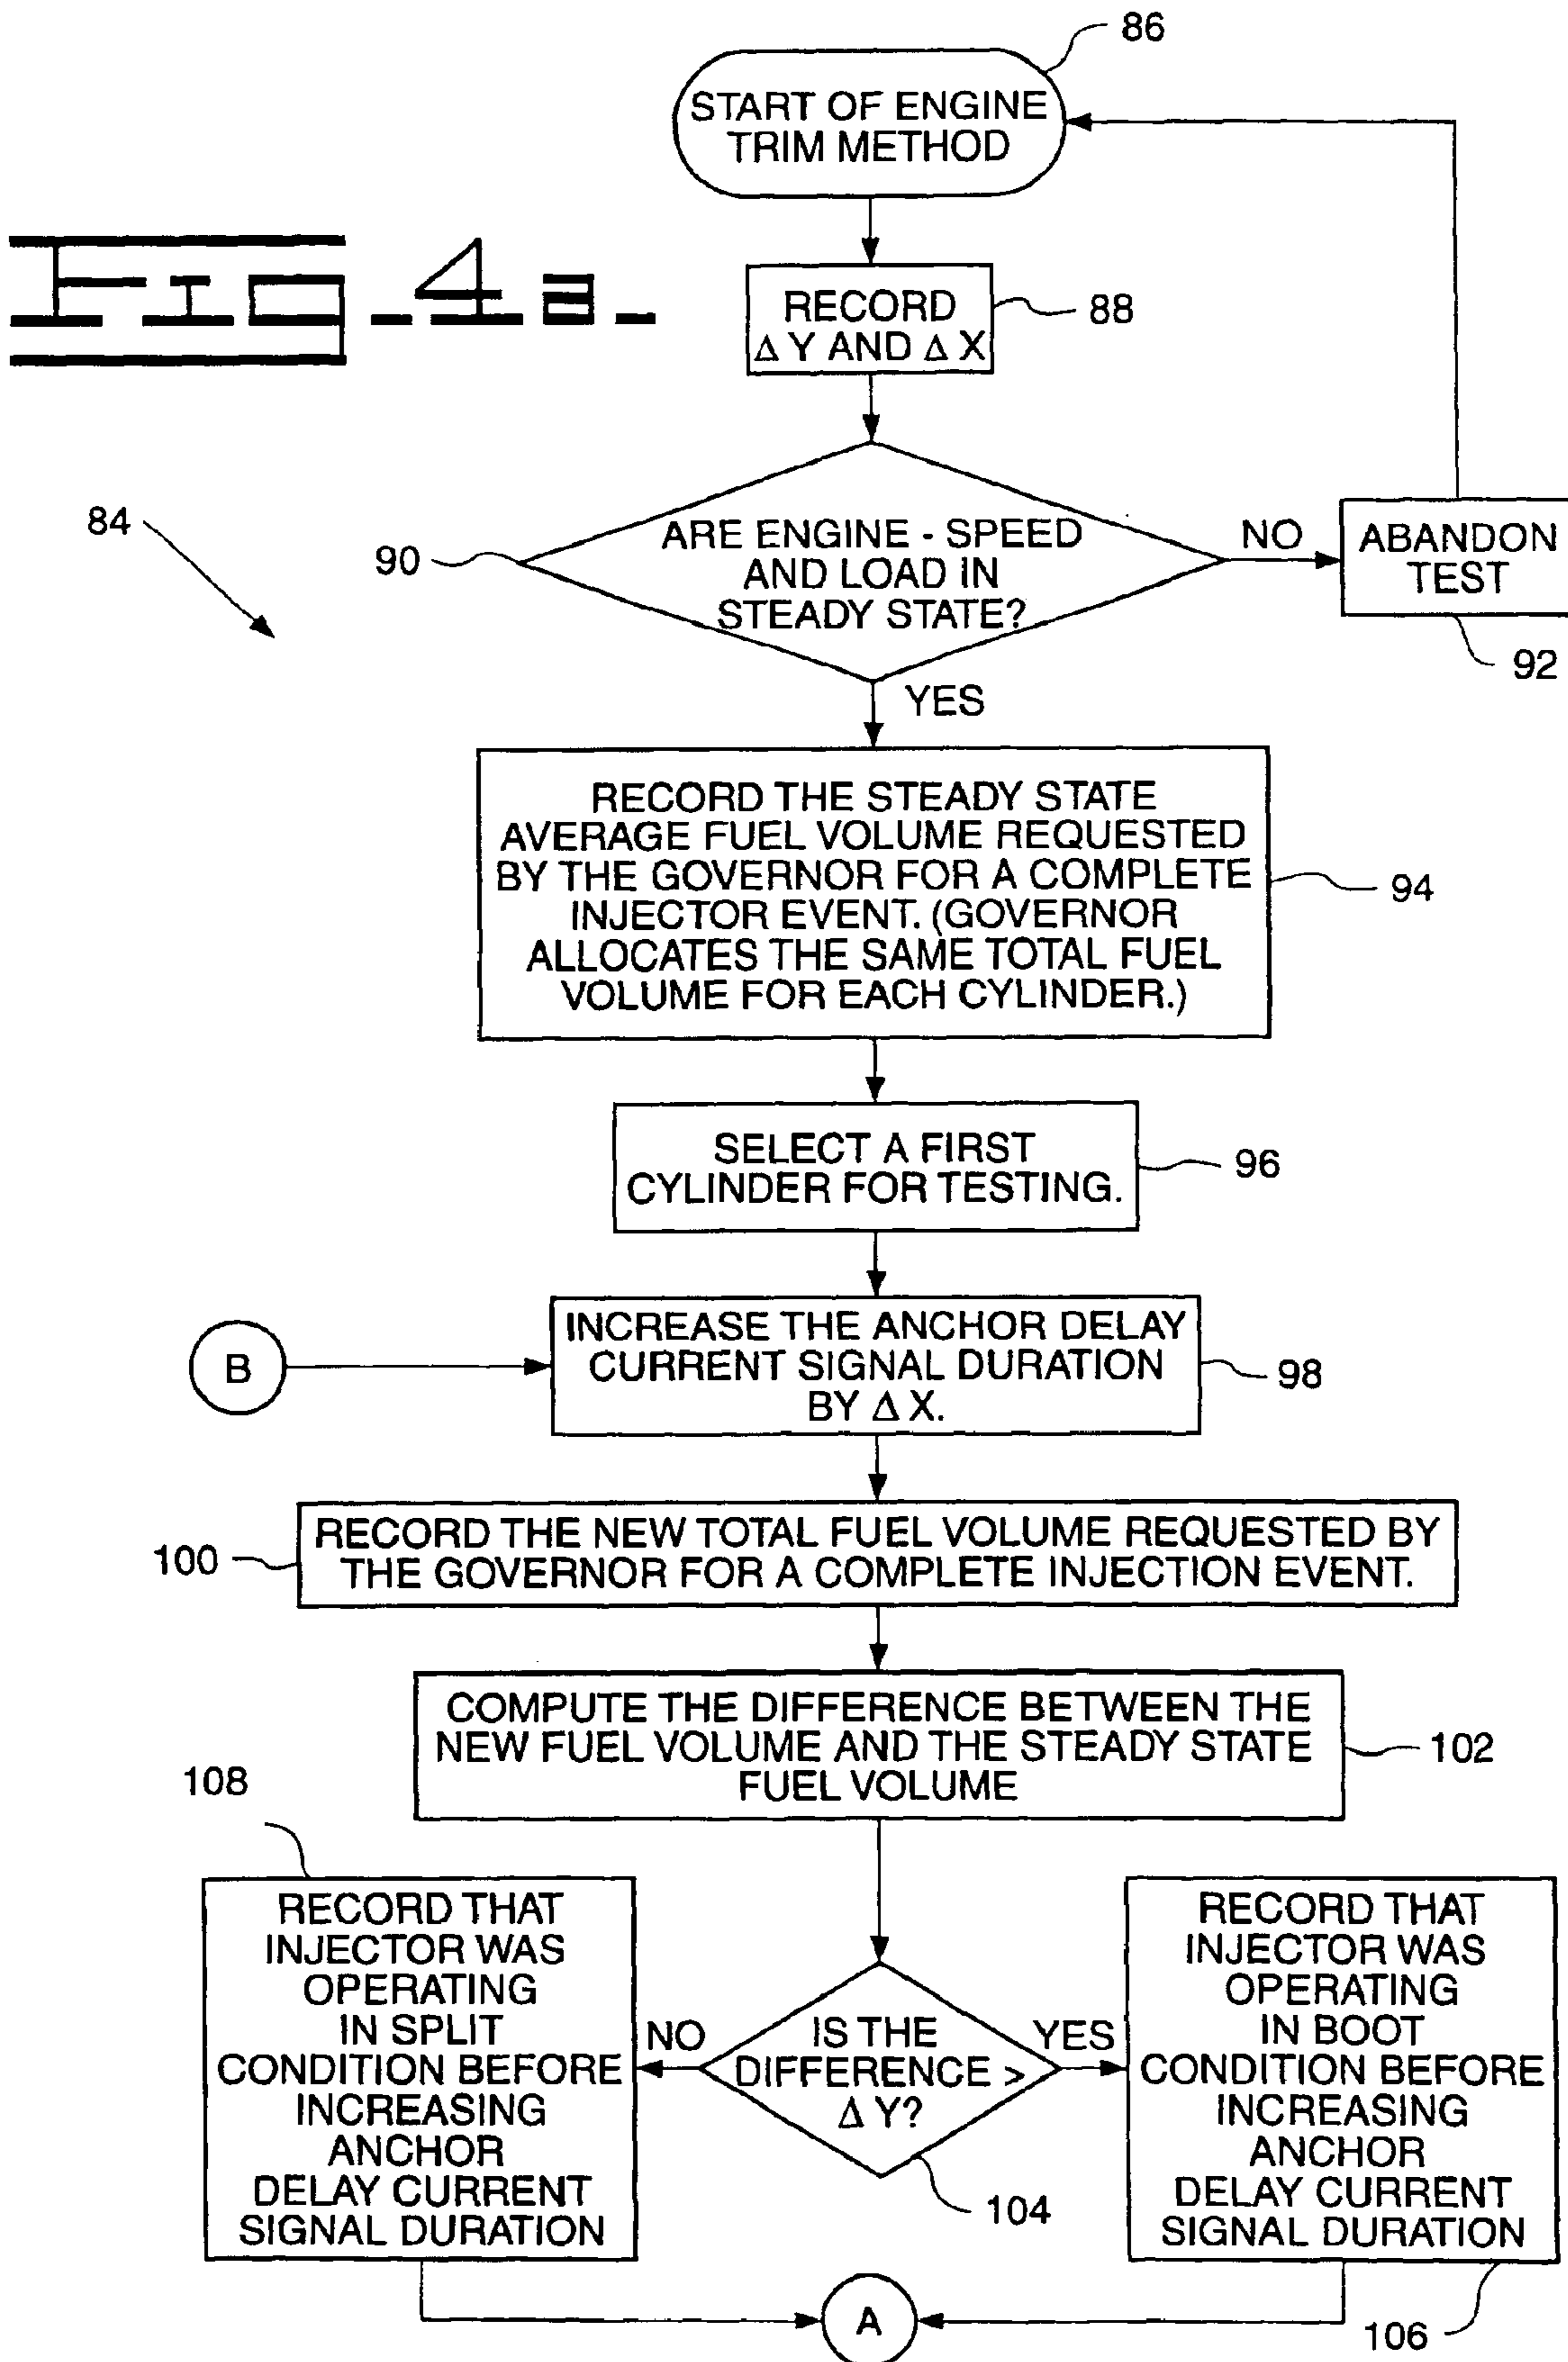 86
START OF ENGINE
TRIM METHOD
FIG_4a_
RECORD
Δ Y AND Δ X
88
84
90
ARE ENGINE - SPEED
AND LOAD IN
STEADY STATE?
NO
ABANDON
TEST
92
YES
RECORD THE STEADY STATE
AVERAGE FUEL VOLUME REQUESTED
BY THE GOVERNOR FOR A COMPLETE
INJECTOR EVENT. (GOVERNOR
ALLOCATES THE SAME TOTAL FUEL
VOLUME FOR EACH CYLINDER.)
94
SELECT A FIRST
CYLINDER FOR TESTING.
96
B
INCREASE THE ANCHOR DELAY
CURRENT SIGNAL DURATION
BY Δ X.
98
100
RECORD THE NEW TOTAL FUEL VOLUME REQUESTED BY
THE GOVERNOR FOR A COMPLETE INJECTION EVENT.
COMPUTE THE DIFFERENCE BETWEEN THE
NEW FUEL VOLUME AND THE STEADY STATE
FUEL VOLUME
102
108
RECORD THAT
INJECTOR WAS
OPERATING
IN SPLIT
CONDITION BEFORE
INCREASING
ANCHOR
DELAY CURRENT
SIGNAL DURATION
NO
IS THE
DIFFERENCE >
Δ Y?
YES
104
RECORD THAT
INJECTOR WAS
OPERATING
IN BOOT
CONDITION BEFORE
INCREASING
ANCHOR
DELAY CURRENT
SIGNAL DURATION
106
A